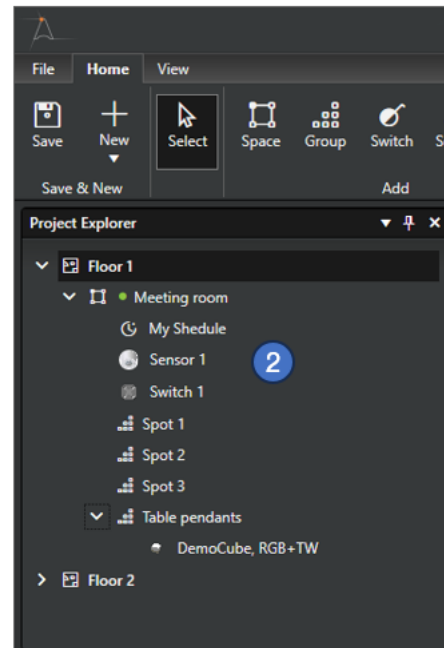 File Home View
Save New Select Space Group Switch S
Save & New Add
Project Explorer
Floor 1
Meeting room
My Shedule
Sensor 1
2
Switch 1
Spot 1
Spot 2
Spot 3
Table pendants
DemoCube, RGB+TW
Floor 2